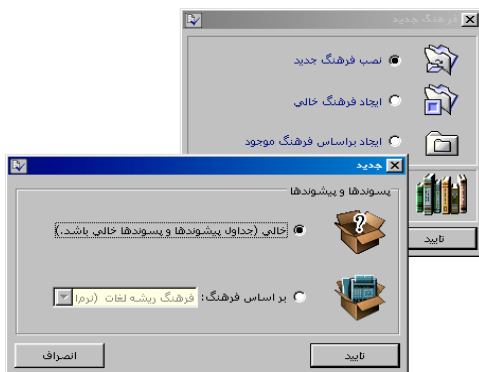 فرهنگ جدید
نصب فرهنگ جدید
ایجاد فرهنگ خالی
ایجاد براساس فرهنگ موجود
تایید
جدید
پسوندها و پیشوندها
خالی (جداول پیشوندها و پسوندها خالی باشد.)
بر اساس فرهنگ: فرهنگ ریشه لغات (نرم‌ا
تایید
انصراف